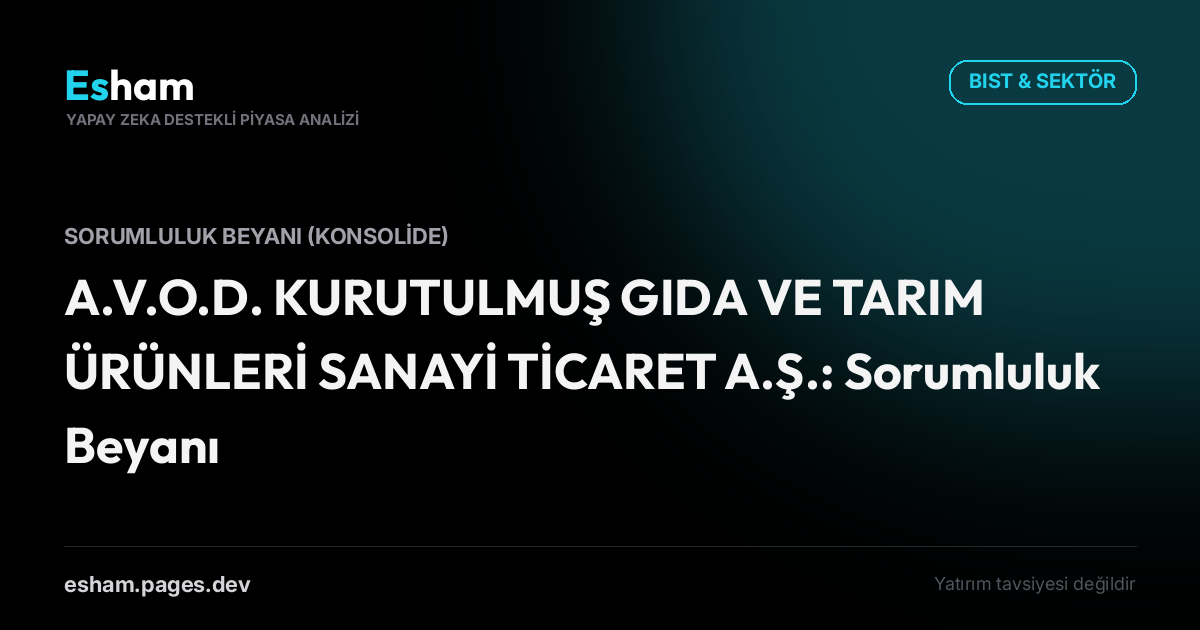 Esham
YAPAY ZEKA DESTEKLİ PİYASA ANALİZİ
BIST & SEKTÖR
SORUMLULUK BEYANI (KONSOLİDE)
A.V.O.D. KURUTULMUŞ GIDA VE TARIM
ÜRÜNLERİ SANAYİ TİCARET A.Ş.: Sorumluluk
Beyanı
esham.pages.dev
Yatırım tavsiyesi değildir